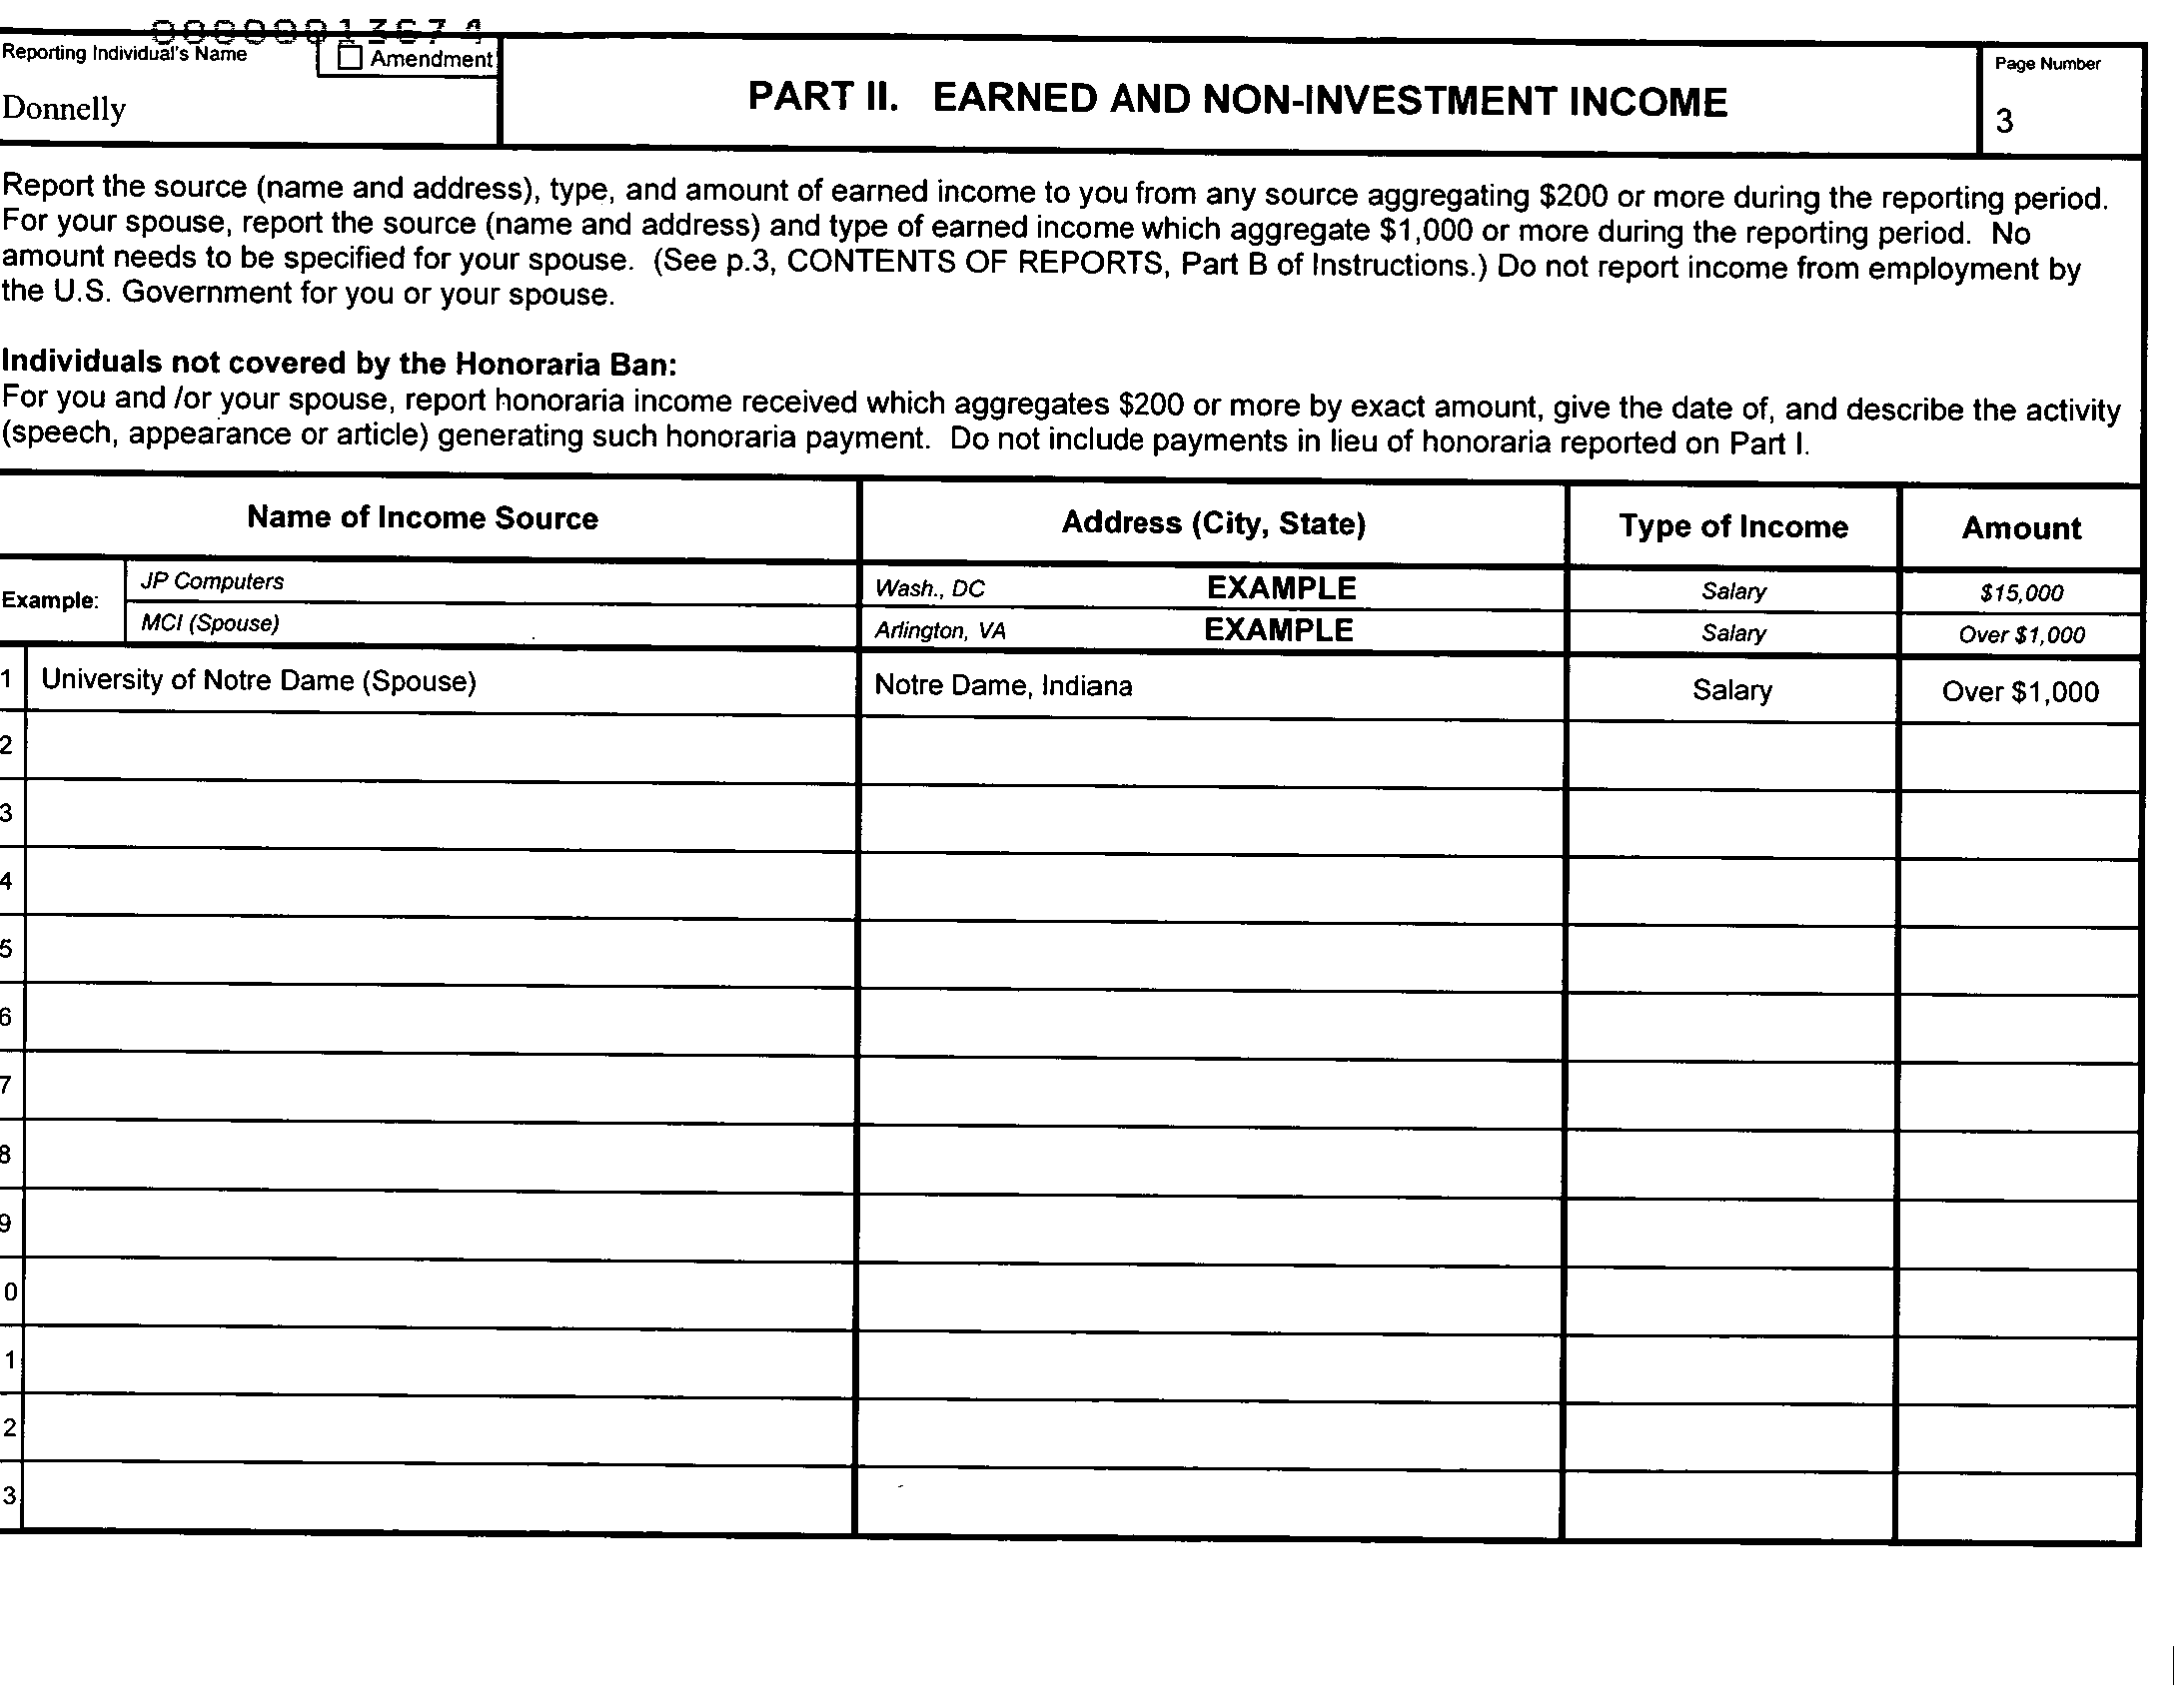 Reporting Individual's Name
Amendment
Donnelly
PART II. EARNED AND NON-INVESTMENT INCOME
Page Number
3
Report the source (name and address), type, and amount of earned income to you from any source aggregating $200 or more during the reporting period.
For your spouse, report the source (name and address) and type of earned income which aggregate $1,000 or more during the reporting period. No
amount needs to be specified for your spouse. (See p.3, CONTENTS OF REPORTS, Part B of Instructions.) Do not report income from employment by
the U.S. Government for you or your spouse.
Individuals not covered by the Honoraria Ban:
For you and /or your spouse, report honoraria income received which aggregates $200 or more by exact amount, give the date of, and describe the activity
(speech, appearance or article) generating such honoraria payment. Do not include payments in lieu of honoraria reported on Part I.
Name of Income Source Address (City, State) Type of Income Amount
Example:
JP Computers Wash., DC EXAMPLE Salary $15,000
MCI (Spouse) Arlington, VA EXAMPLE Salary Over $1,000
1 University of Notre Dame (Spouse) Notre Dame, Indiana Salary Over $1,000
2
3
4
5
6
7
8
9
0
1
2
3